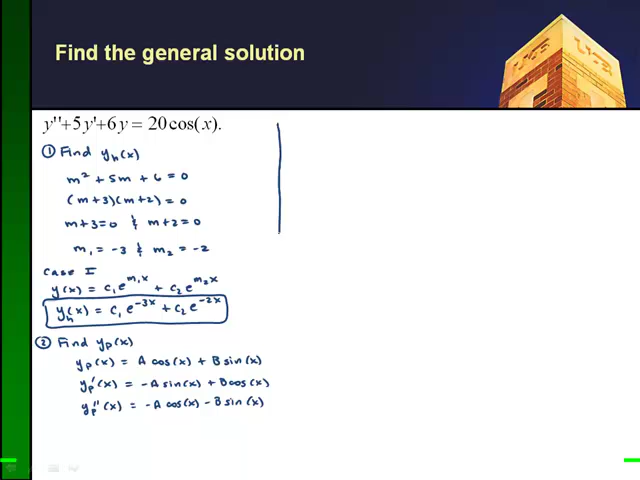 Find the general solution
y''+5y'+6y = 20cos(x).
① Find y_h(x)
m² + 5m + 6 = 0
(m+3)(m+2) = 0
m+3=0 & m+2=0
m₁ = -3 & m₂ = -2
Case I
y(x) = c₁e^{m₁x} + c₂e^{m₂x}
y_h(x) = c₁e^{-3x} + c₂e^{-2x}
② Find y_p(x)
y_p(x) = A cos(x) + B sin(x)
y_p'(x) = -A sin(x) + B cos(x)
y_p''(x) = -A cos(x) - B sin(x)